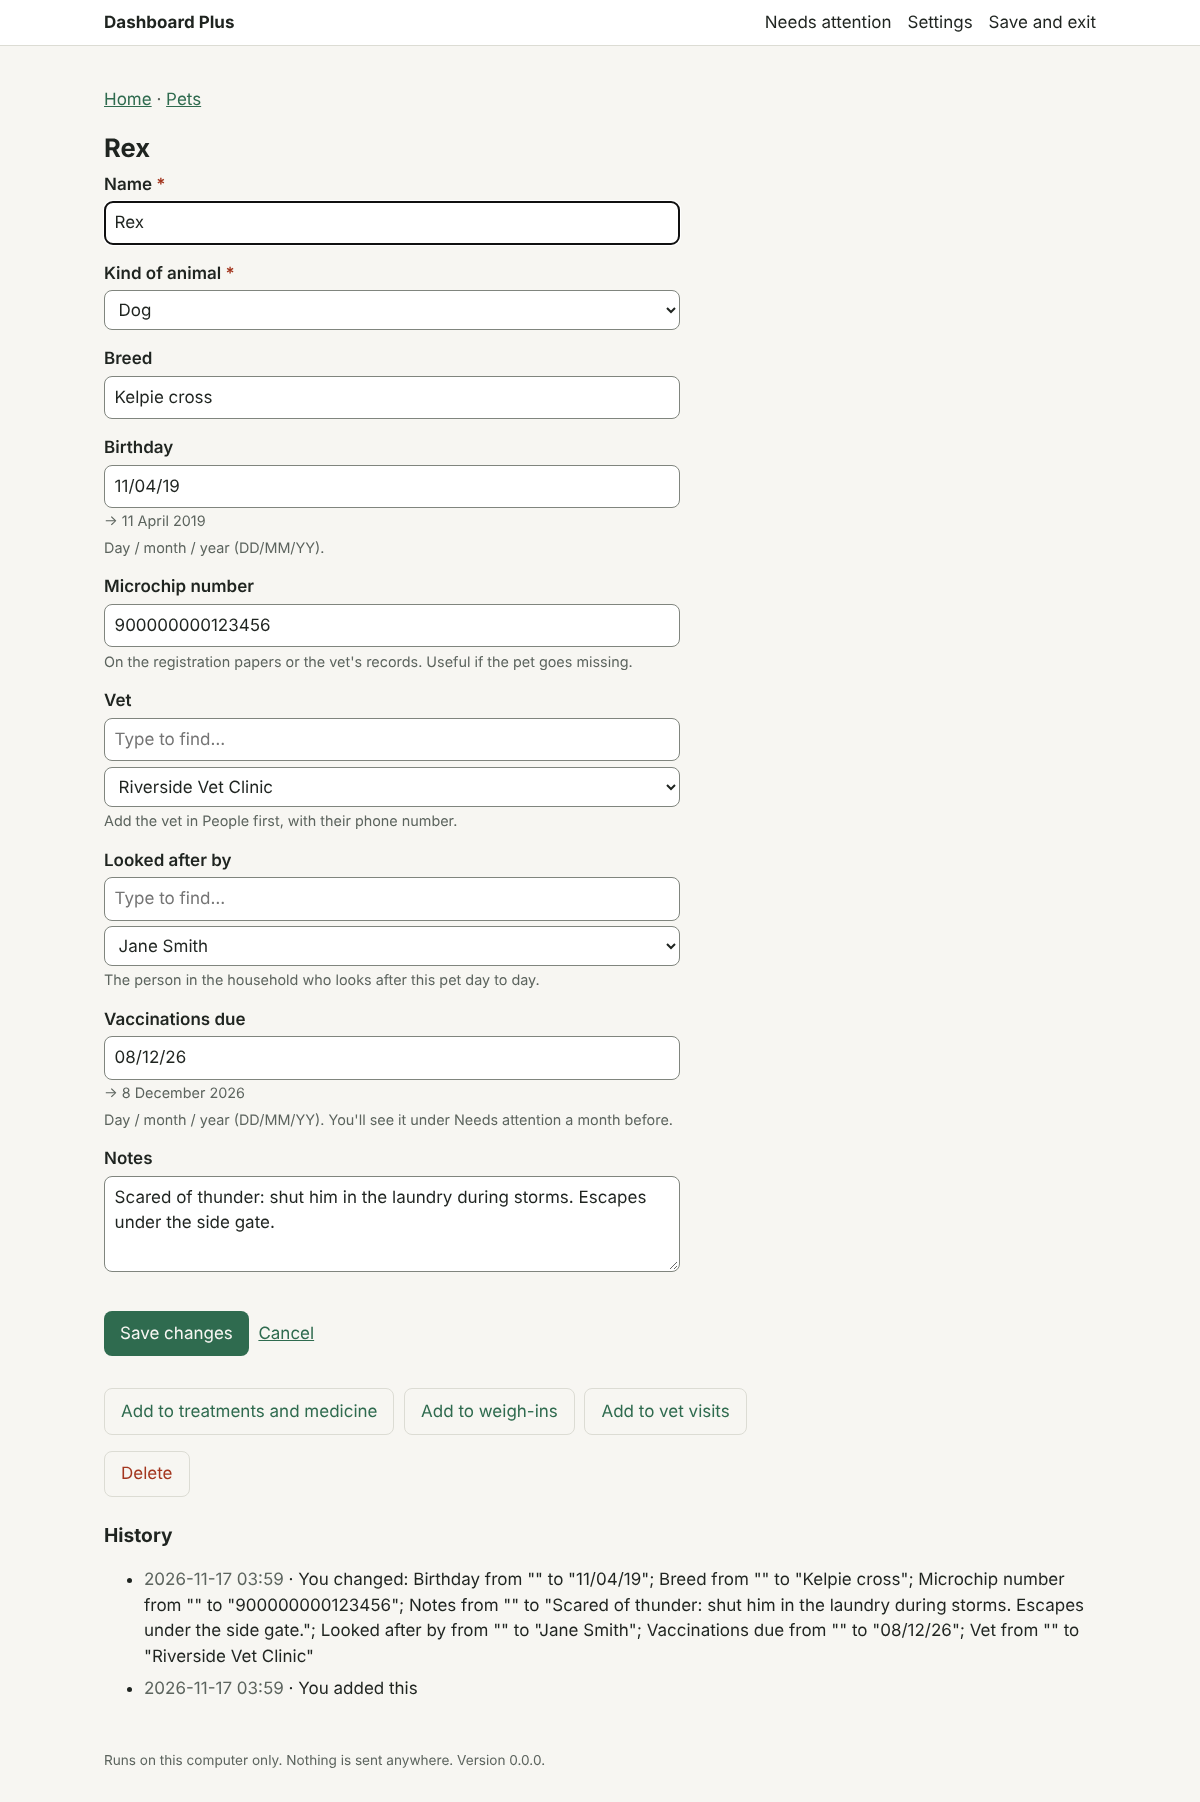 Dashboard Plus
Needs attention Settings Save and exit
Home · Pets
Rex
Name *
Rex
Kind of animal *
Dog
Breed
Kelpie cross
Birthday
11/04/19
→ 11 April 2019
Day / month / year (DD/MM/YY).
Microchip number
900000000123456
On the registration papers or the vet's records. Useful if the pet goes missing.
Vet
Type to find...
Riverside Vet Clinic
Add the vet in People first, with their phone number.
Looked after by
Type to find...
Jane Smith
The person in the household who looks after this pet day to day.
Vaccinations due
08/12/26
→ 8 December 2026
Day / month / year (DD/MM/YY). You'll see it under Needs attention a month before.
Notes
Scared of thunder: shut him in the laundry during storms. Escapes
under the side gate.
Save changes Cancel
Add to treatments and medicine Add to weigh-ins Add to vet visits
Delete
History
• 2026-11-17 03:59 · You changed: Birthday from "" to "11/04/19"; Breed from "" to "Kelpie cross"; Microchip number
from "" to "900000000123456"; Notes from "" to "Scared of thunder: shut him in the laundry during storms. Escapes
under the side gate."; Looked after by from "" to "Jane Smith"; Vaccinations due from "" to "08/12/26"; Vet from "" to
"Riverside Vet Clinic"
• 2026-11-17 03:59 · You added this
Runs on this computer only. Nothing is sent anywhere. Version 0.0.0.